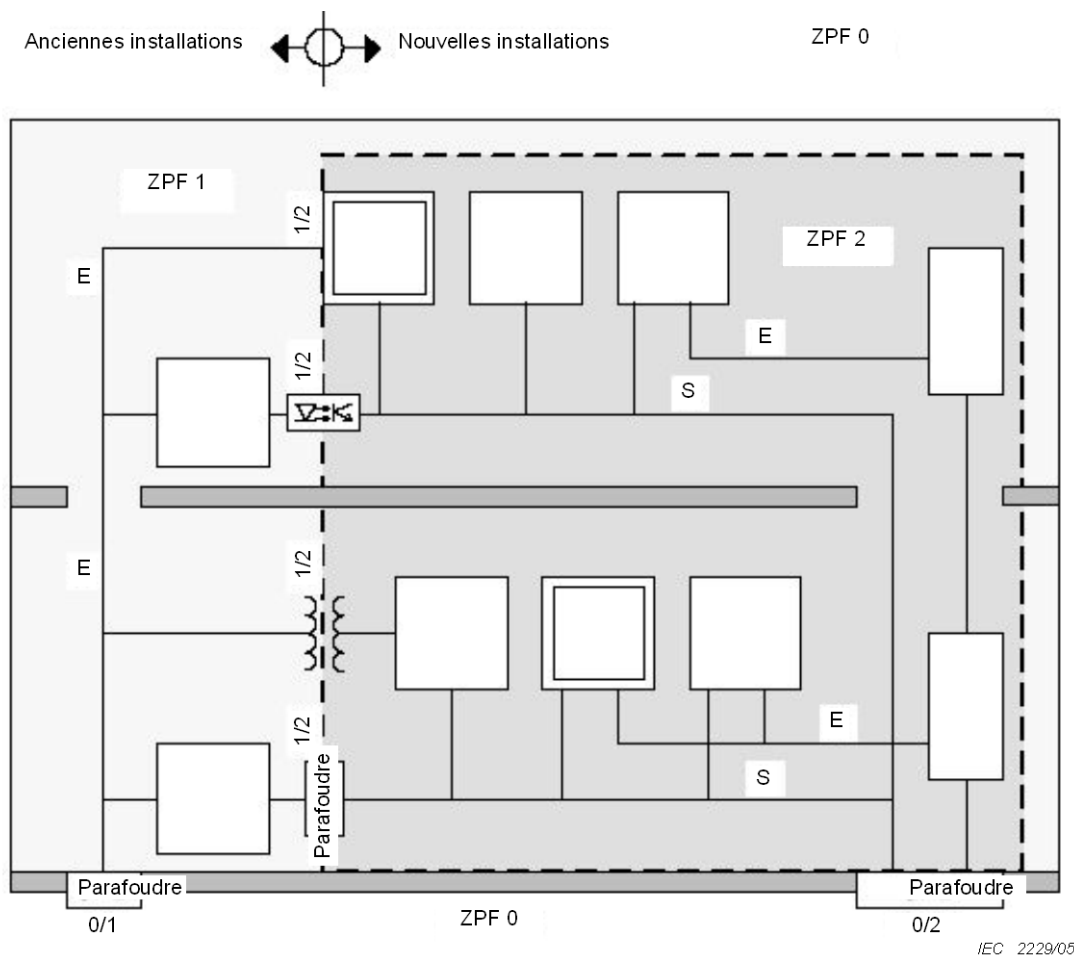 Anciennes installations
Nouvelles installations
ZPF 0
ZPF 1
1/2
ZPF 2
E
E
1/2
S
E
1/2
1/2
E
Parafoudre
S
Parafoudre
Parafoudre
0/1
ZPF 0
0/2
IEC 2229/05